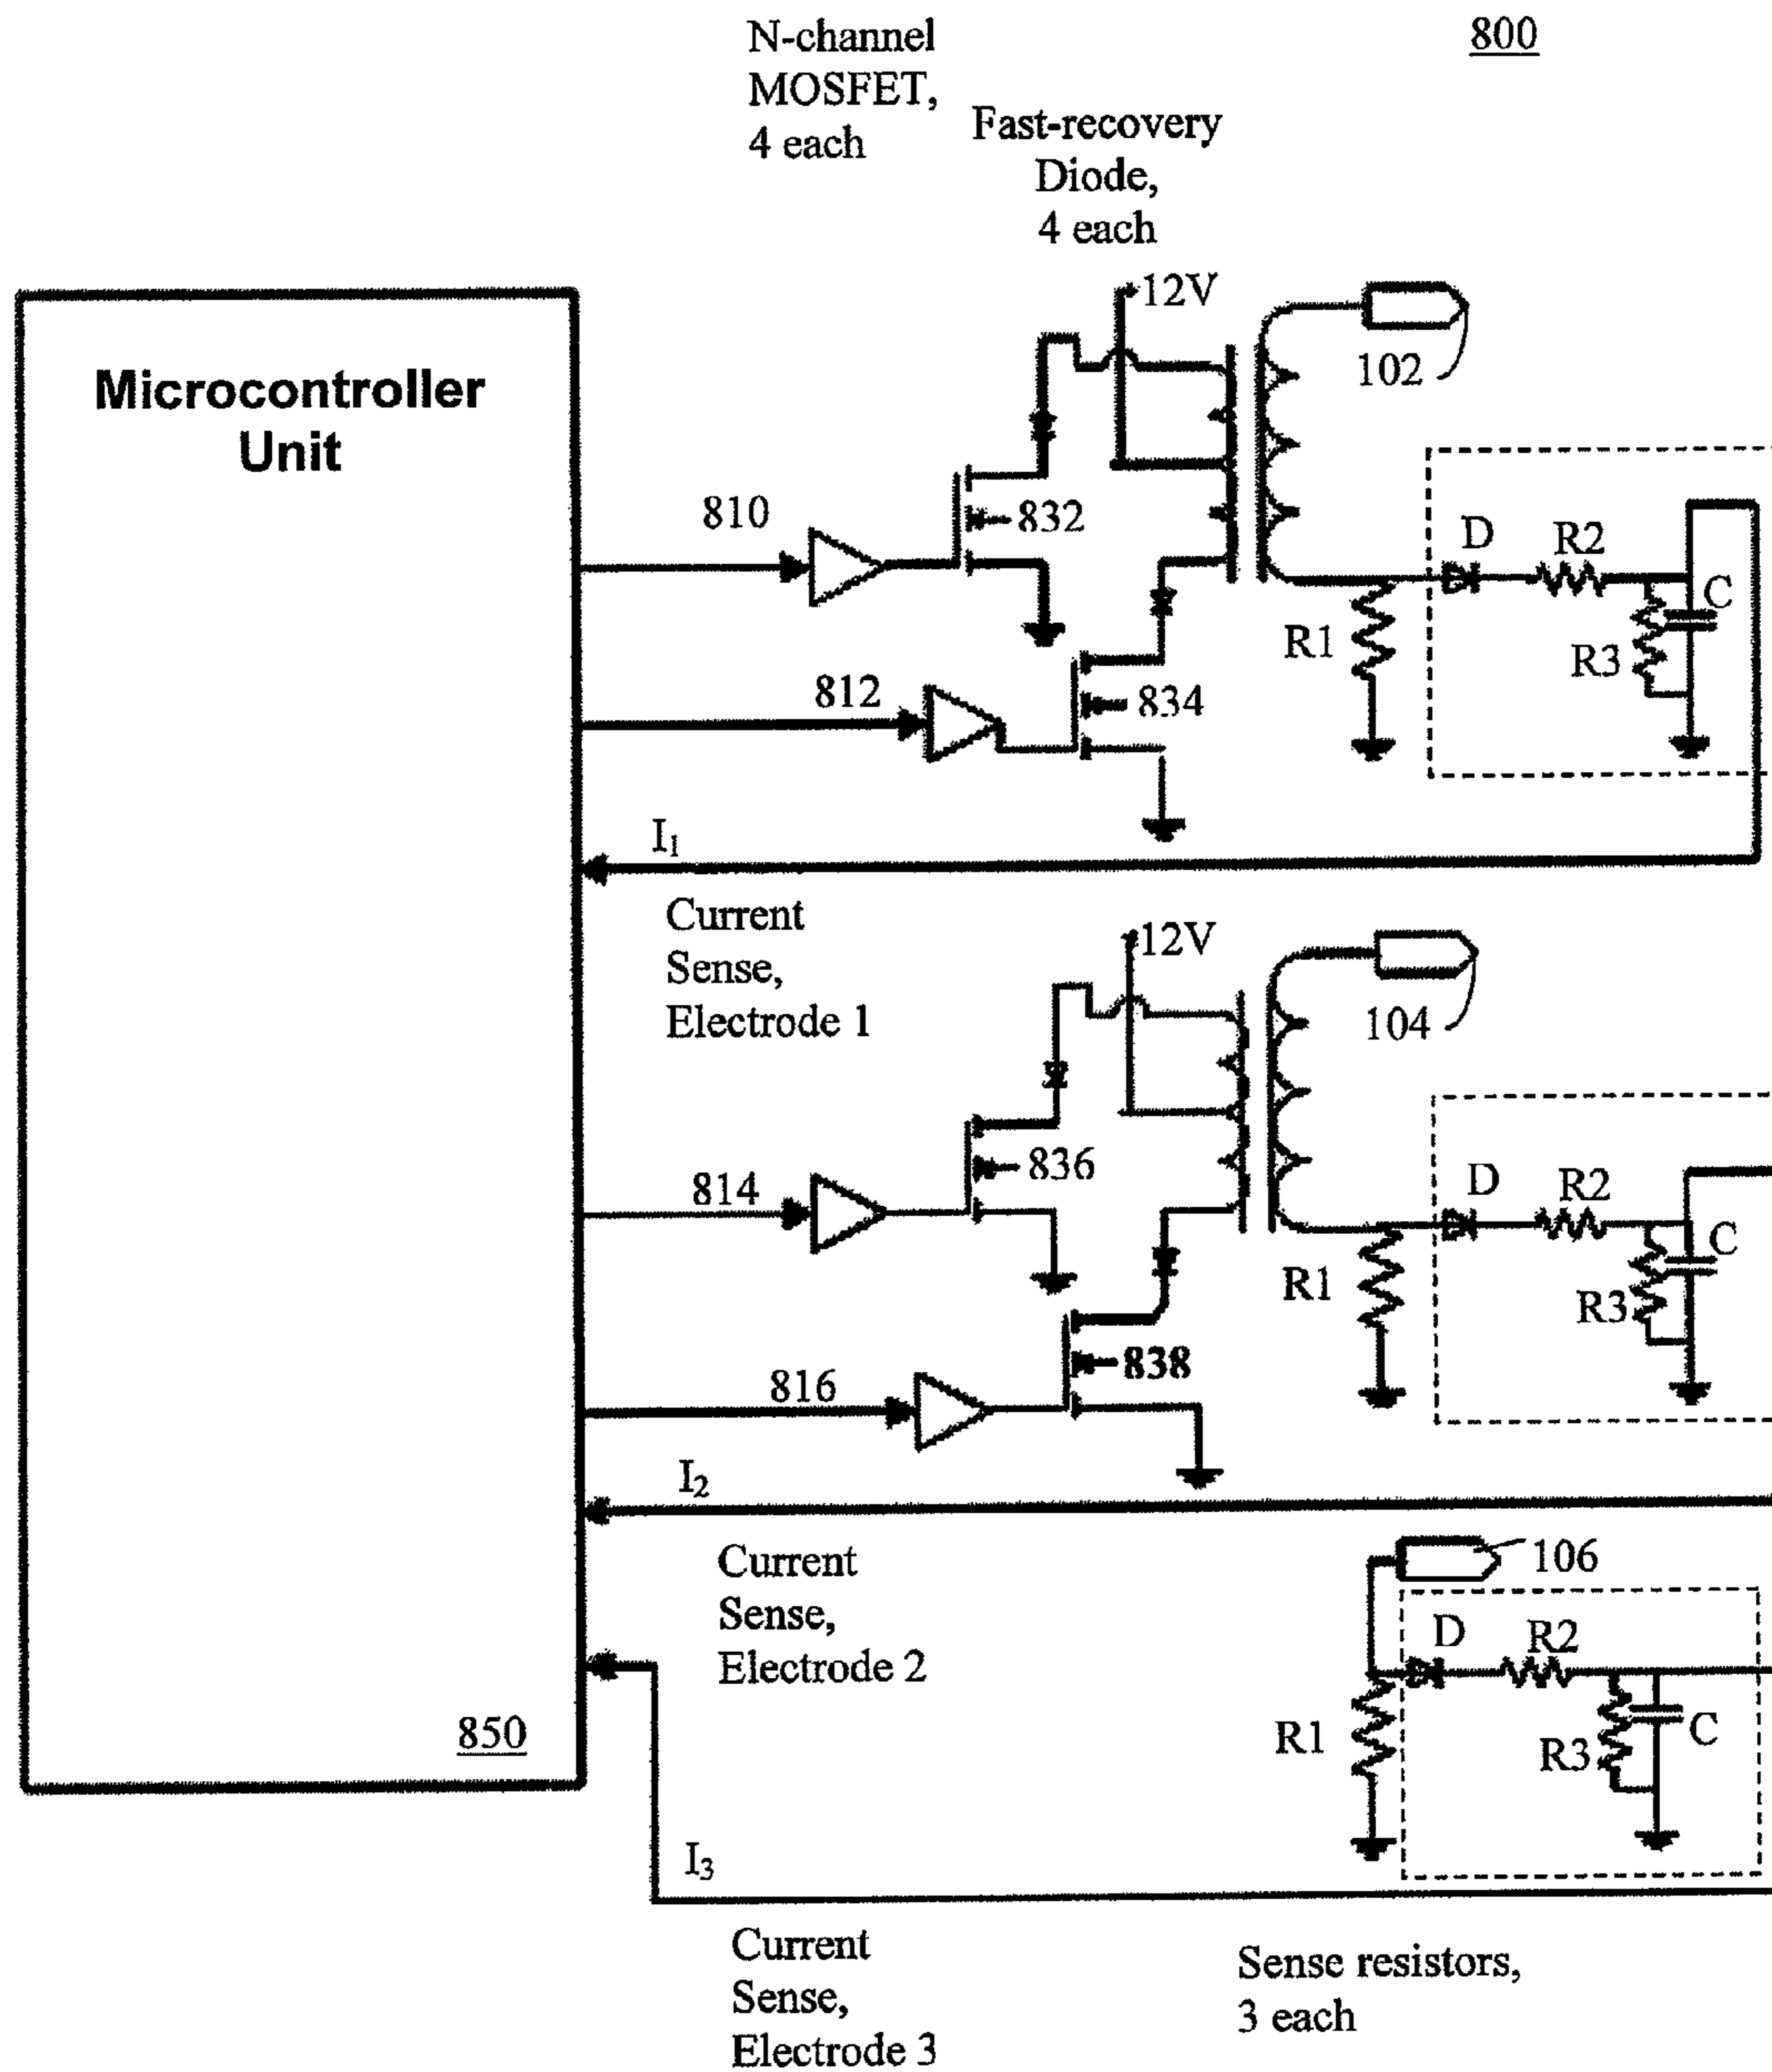 N-channel
MOSFET,
4 each
800
Fast-recovery
Diode,
4 each
12V
102
Microcontroller
Unit
810
832
D
R2
C
R1
R3
812
834
I₁
Current
Sense,
Electrode 1
12V
104
814
836
D
R2
C
R1
R3
816
838
I₂
Current
Sense,
Electrode 2
106
D
R2
850
R1
R3
C
I₃
Current
Sense,
Electrode 3
Sense resistors,
3 each